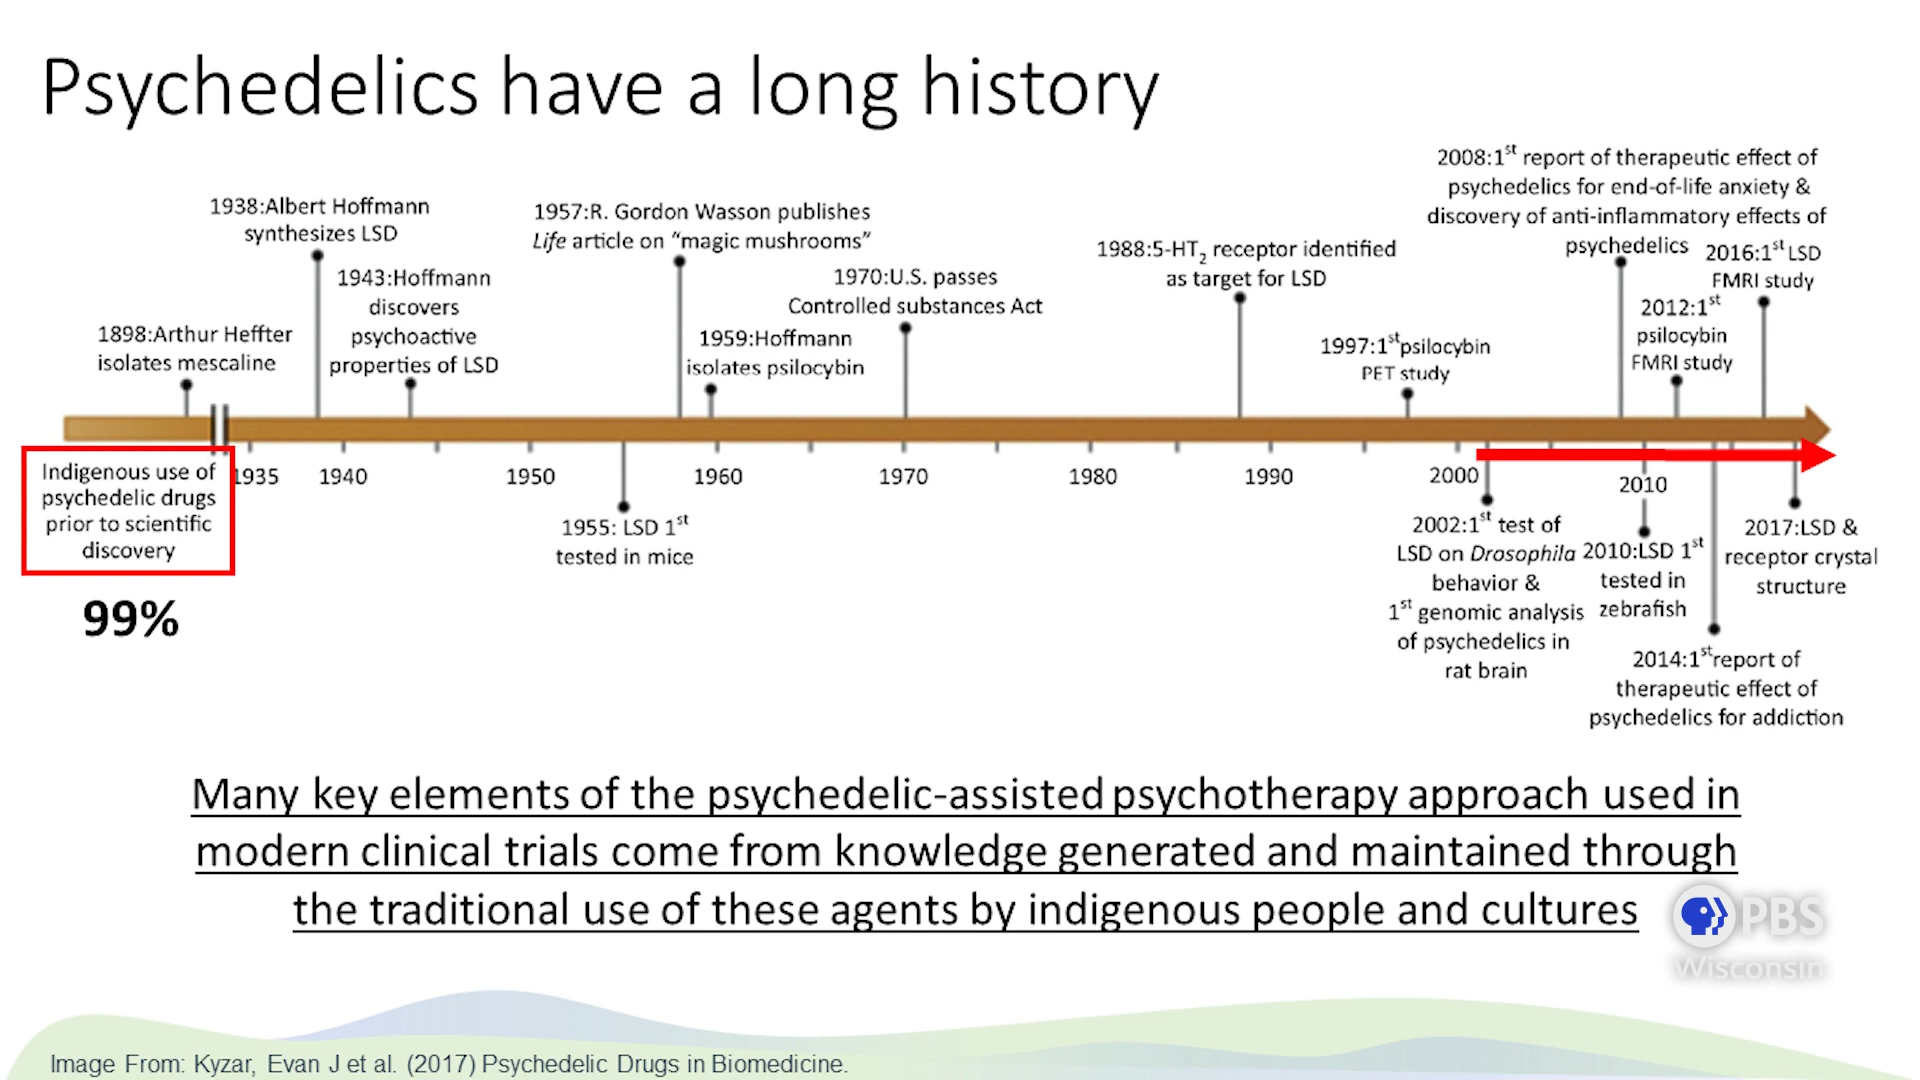 Psychedelics have a long history
1938:Albert Hoffmann
synthesizes LSD
1943:Hoffmann
discovers
psychoactive
properties of LSD
1898:Arthur Heffter
isolates mescaline
1957:R. Gordon Wasson publishes
Life article on “magic mushrooms”
1959:Hoffmann
isolates psilocybin
1970:U.S. passes
Controlled substances Act
1988:5-HT2 receptor identified
as target for LSD
1997:1st psilocybin
PET study
2008:1st report of therapeutic effect of
psychedelics for end-of-life anxiety &
discovery of anti-inflammatory effects of
psychedelics
2012:1st
psilocybin
FMRI study
2016:1st LSD
FMRI study
1935 1940 1950 1960 1970 1980 1990 2000 2010
Indigenous use of
psychedelic drugs
prior to scientific
discovery
99%
1955: LSD 1st
tested in mice
2002:1st test of
LSD on Drosophila
behavior &
1st genomic analysis
of psychedelics in
rat brain
2010:LSD 1st
tested in
zebrafish
2014:1st report of
therapeutic effect of
psychedelics for addiction
2017:LSD &
receptor crystal
structure
Many key elements of the psychedelic-assisted psychotherapy approach used in
modern clinical trials come from knowledge generated and maintained through
the traditional use of these agents by indigenous people and cultures
PBS
Wisconsin
Image From: Kyzar, Evan J et al. (2017) Psychedelic Drugs in Biomedicine.